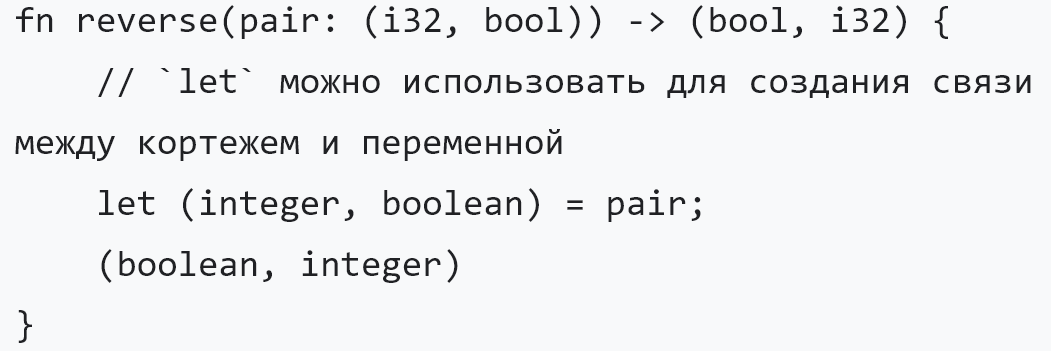 fn reverse(pair: (i32, bool)) -> (bool, i32) {
    // `let` можно использовать для создания связи
между кортежем и переменной
    let (integer, boolean) = pair;
    (boolean, integer)
}